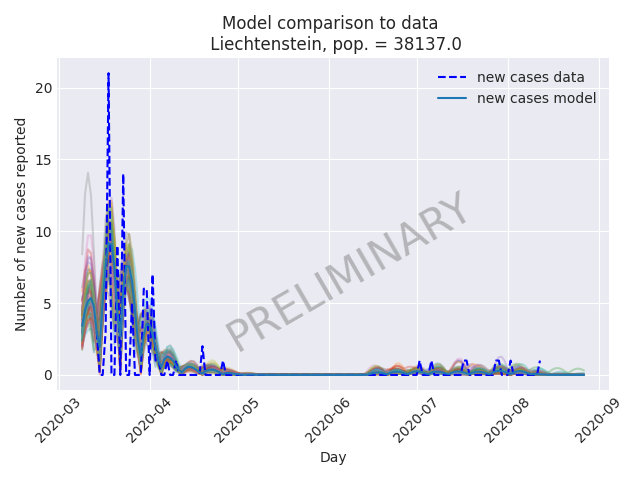 Model comparison to data
Liechtenstein, pop. = 38137.0
new cases data
new cases model
Number of new cases reported
20
15
10
5
0
PRELIMINARY
2020-03
2020-04
2020-05
2020-06
2020-07
2020-08
2020-09
Day